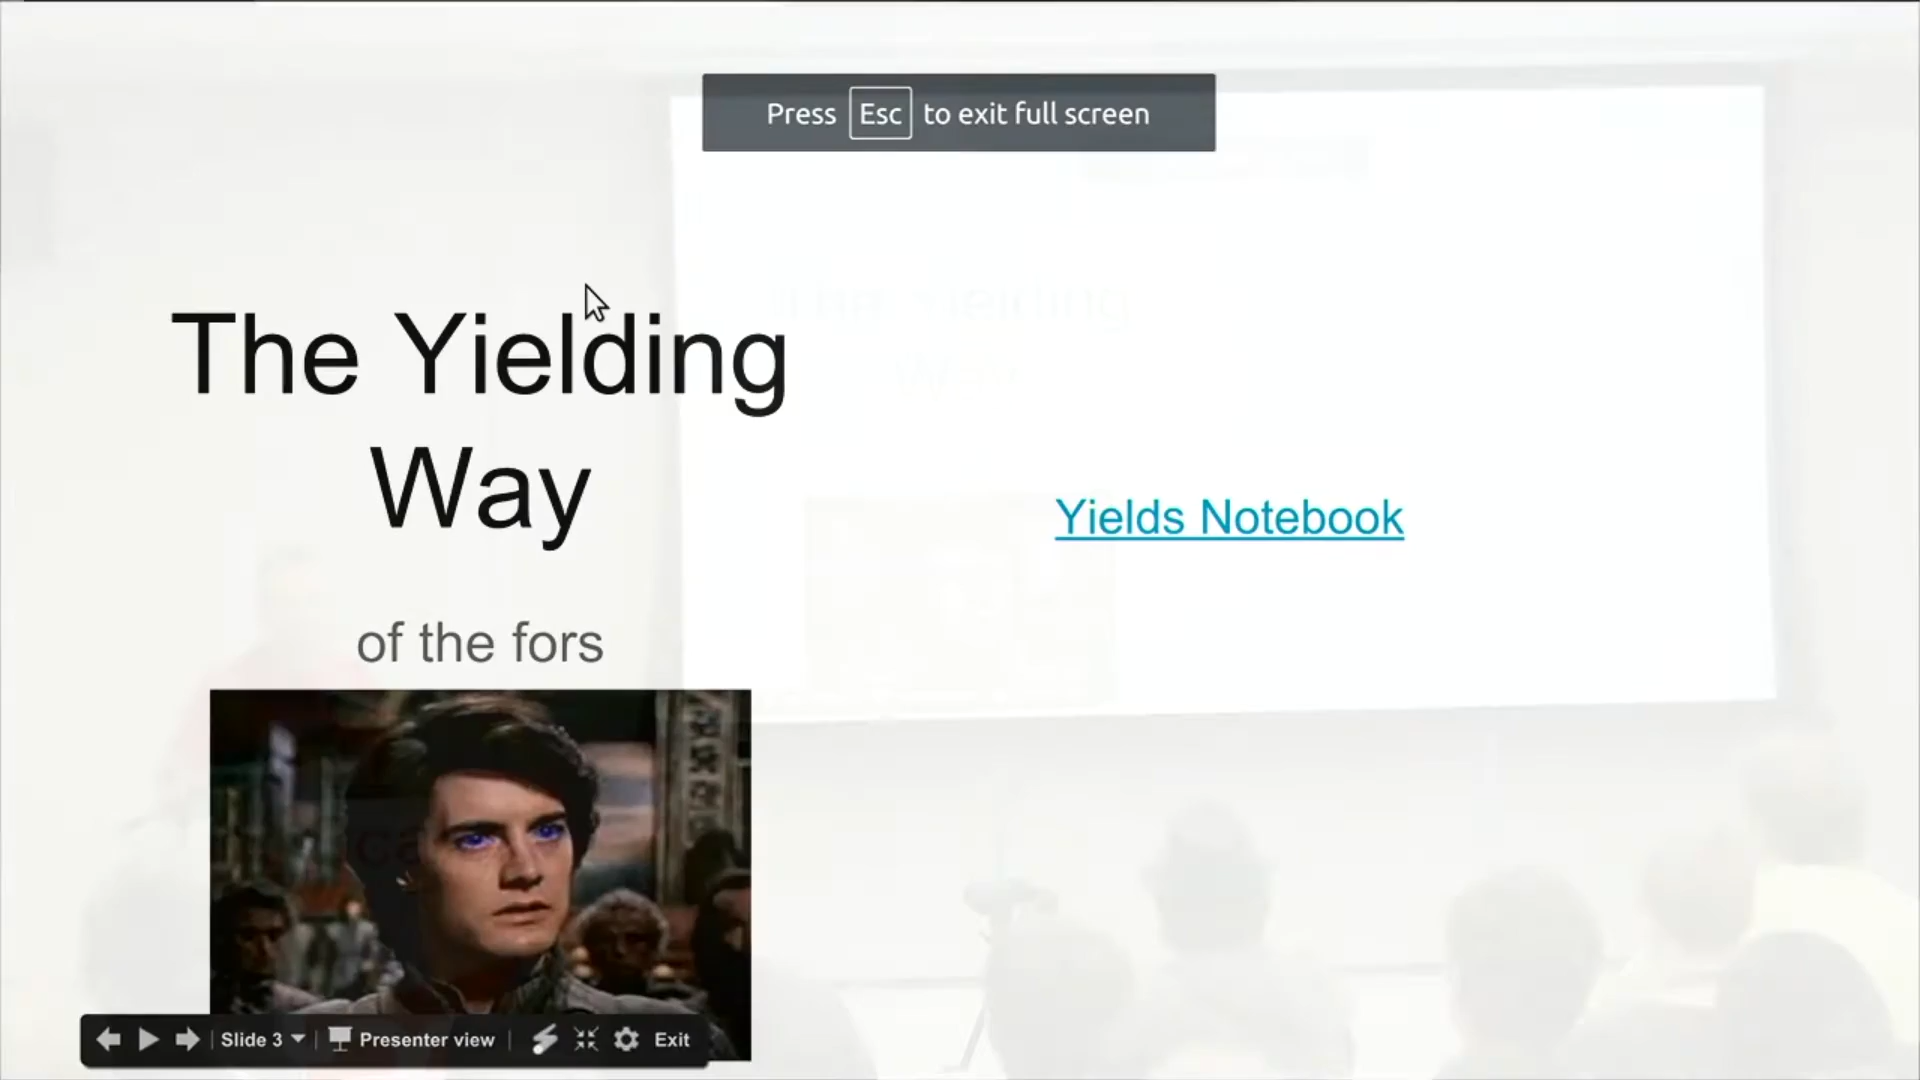 Press Esc to exit full screen
The Yielding
Way
of the fors
Yields Notebook
Slide 3
Presenter view
Exit